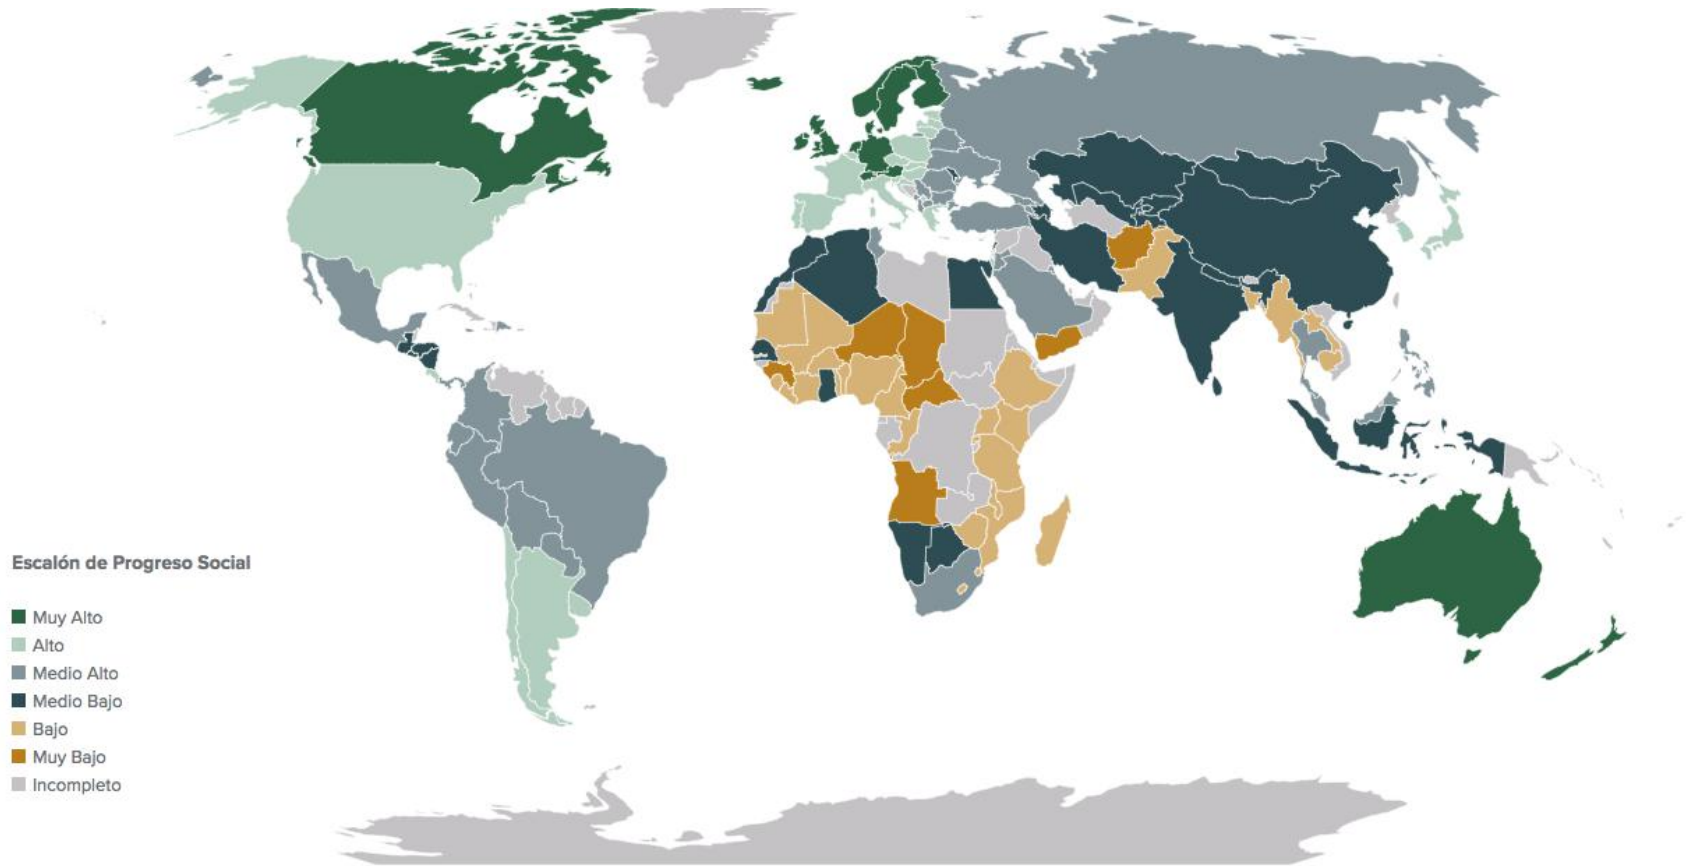 Escalón de Progreso Social
Muy Alto
Alto
Medio Alto
Medio Bajo
Bajo
Muy Bajo
Incompleto